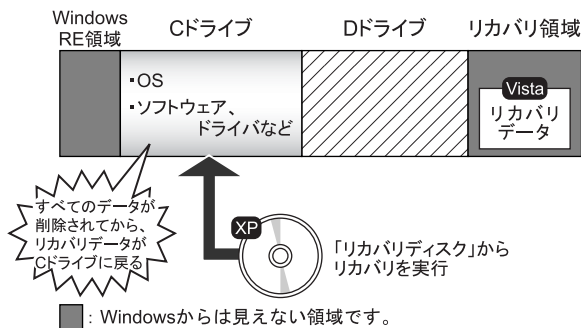 Windows
RE領域
Cドライブ
Dドライブ
リカバリ領域
・OS
・ソフトウェア、
ドライバなど
Vista
リカバリ
データ
すべてのデータが
削除されてから、
リカバリデータが
Cドライブに戻る
XP
「リカバリディスク」から
リカバリを実行
：Windowsからは見えない領域です。